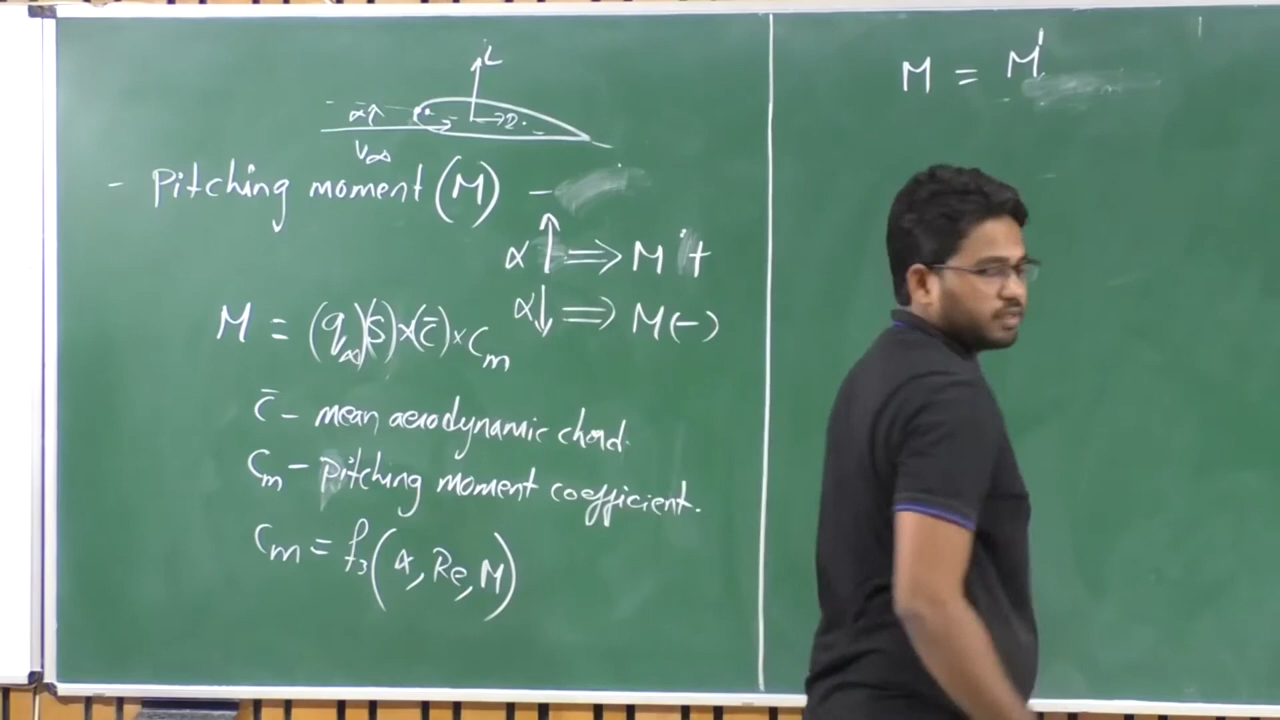 L
α↑ D
V∞
- Pitching moment (M) -
α↑ ⇒ M +
α↓ ⇒ M(-)
M = (q∞)(S)×(c̄)×Cm
c̄ - mean aerodynamic chord.
Cm - Pitching moment coefficient.
Cm = f3(α, Re, M)
M = M